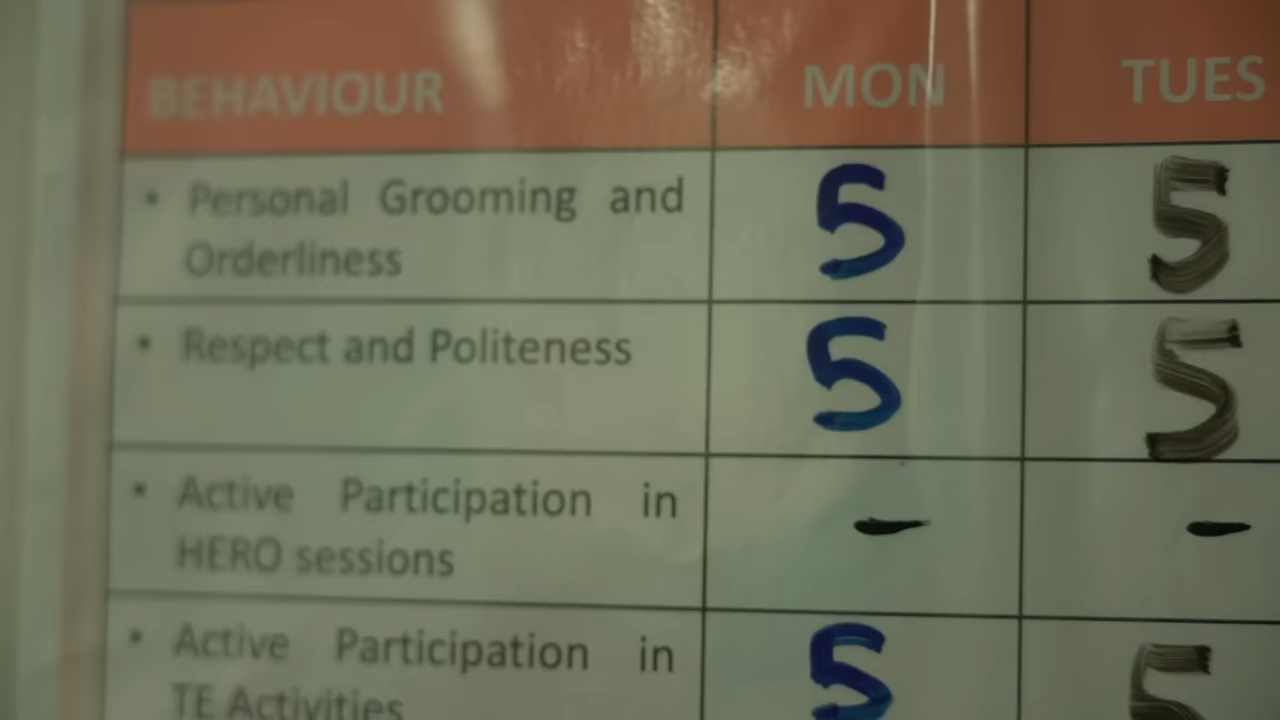 BEHAVIOUR MON TUES
• Personal Grooming and 5 5
Orderliness
• Respect and Politeness 5 5
• Active Participation in - -
HERO sessions
• Active Participation in 5 5
TE Activities